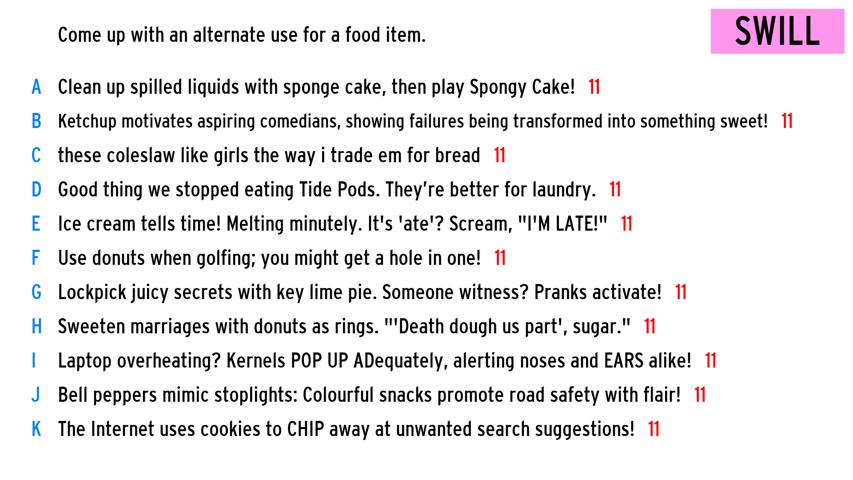 Come up with an alternate use for a food item.
SWILL
A Clean up spilled liquids with sponge cake, then play Spongy Cake! 11
B Ketchup motivates aspiring comedians, showing failures being transformed into something sweet! 11
C these coleslaw like girls the way i trade em for bread 11
D Good thing we stopped eating Tide Pods. They're better for laundry. 11
E Ice cream tells time! Melting minutely. It's 'ate'? Scream, "I'M LATE!" 11
F Use donuts when golfing; you might get a hole in one! 11
G Lockpick juicy secrets with key lime pie. Someone witness? Pranks activate! 11
H Sweeten marriages with donuts as rings. "'Death dough us part', sugar." 11
I Laptop overheating? Kernels POP UP ADequately, alerting noses and EARS alike! 11
J Bell peppers mimic stoplights: Colourful snacks promote road safety with flair! 11
K The Internet uses cookies to CHIP away at unwanted search suggestions! 11